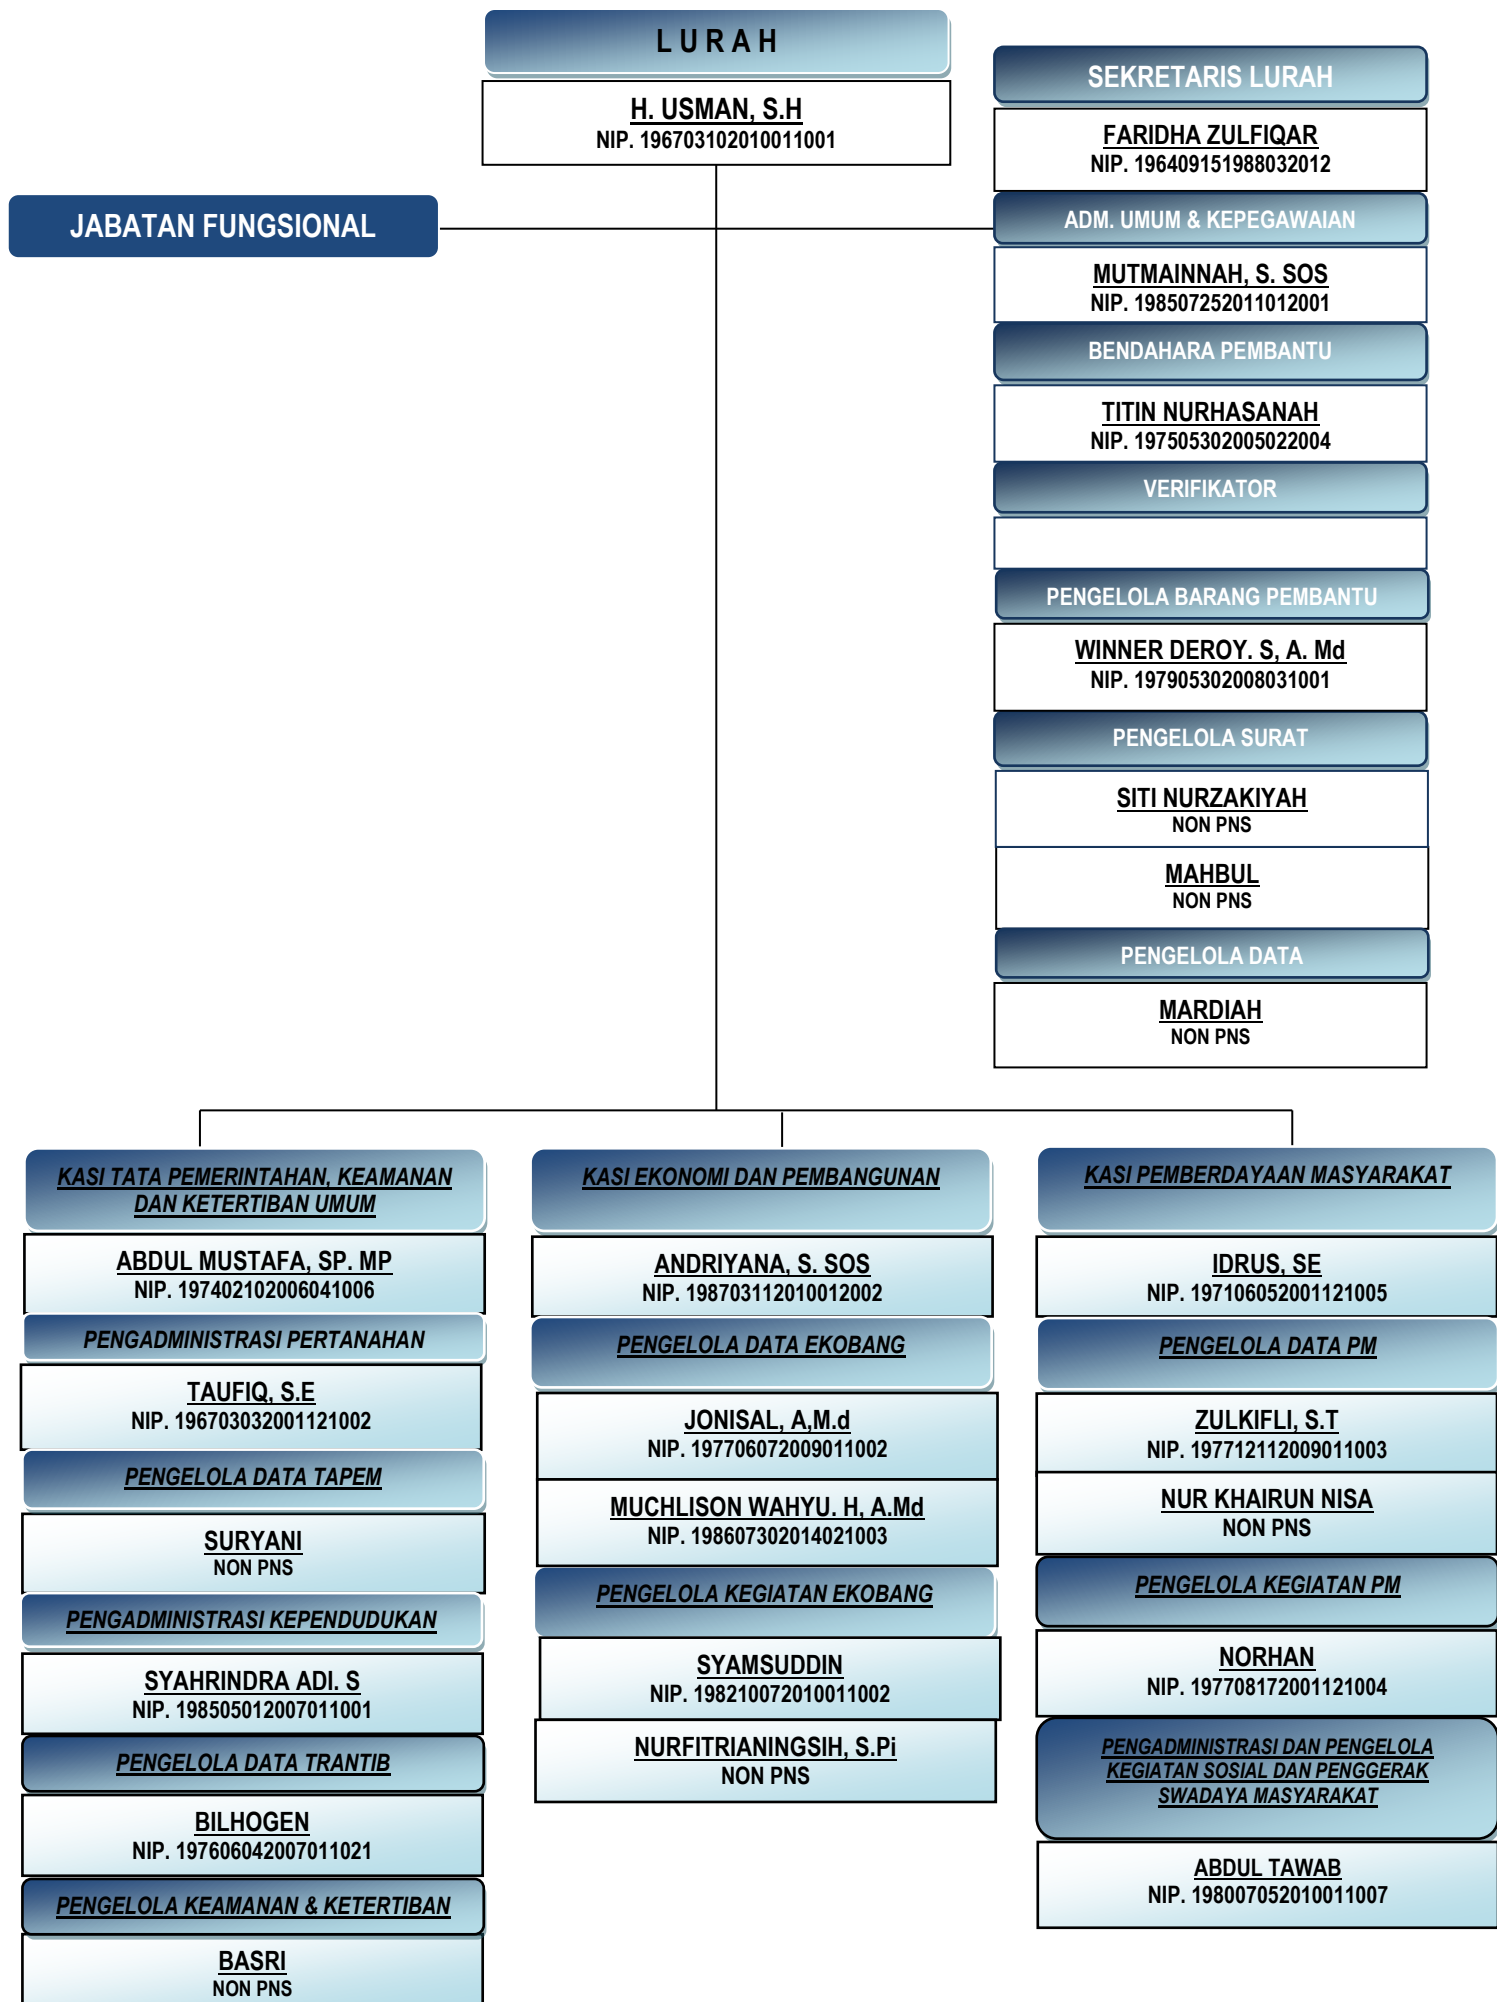 L U R A H
H. USMAN, S.H
NIP. 196703102010011001
SEKRETARIS LURAH
FARIDHA ZULFIQAR
NIP. 196409151988032012
JABATAN FUNGSIONAL
ADM. UMUM & KEPEGAWAIAN
MUTMAINNAH, S. SOS
NIP. 198507252011012001
BENDAHARA PEMBANTU
TITIN NURHASANAH
NIP. 197505302005022004
VERIFIKATOR
PENGELOLA BARANG PEMBANTU
WINNER DEROY. S, A. Md
NIP. 197905302008031001
PENGELOLA SURAT
SITI NURZAKIYAH
NON PNS
MAHBUL
NON PNS
PENGELOLA DATA
MARDIAH
NON PNS
KASI TATA PEMERINTAHAN, KEAMANAN
DAN KETERTIBAN UMUM
ABDUL MUSTAFA, SP. MP
NIP. 197402102006041006
PENGADMINISTRASI PERTANAHAN
TAUFIQ, S.E
NIP. 196703032001121002
PENGELOLA DATA TAPEM
SURYANI
NON PNS
PENGADMINISTRASI KEPENDUDUKAN
SYAHRINDRA ADI. S
NIP. 198505012007011001
PENGELOLA DATA TRANTIB
BILHOGEN
NIP. 197606042007011021
PENGELOLA KEAMANAN & KETERTIBAN
BASRI
NON PNS
KASI EKONOMI DAN PEMBANGUNAN
ANDRIYANA, S. SOS
NIP. 198703112010012002
PENGELOLA DATA EKOBANG
JONISAL, A,M.d
NIP. 197706072009011002
MUCHLISON WAHYU. H, A.Md
NIP. 198607302014021003
PENGELOLA KEGIATAN EKOBANG
SYAMSUDDIN
NIP. 198210072010011002
NURFITRIANINGSIH, S.Pi
NON PNS
KASI PEMBERDAYAAN MASYARAKAT
IDRUS, SE
NIP. 197106052001121005
PENGELOLA DATA PM
ZULKIFLI, S.T
NIP. 197712112009011003
NUR KHAIRUN NISA
NON PNS
PENGELOLA KEGIATAN PM
NORHAN
NIP. 197708172001121004
PENGADMINISTRASI DAN PENGELOLA
KEGIATAN SOSIAL DAN PENGGERAK
SWADAYA MASYARAKAT
ABDUL TAWAB
NIP. 198007052010011007